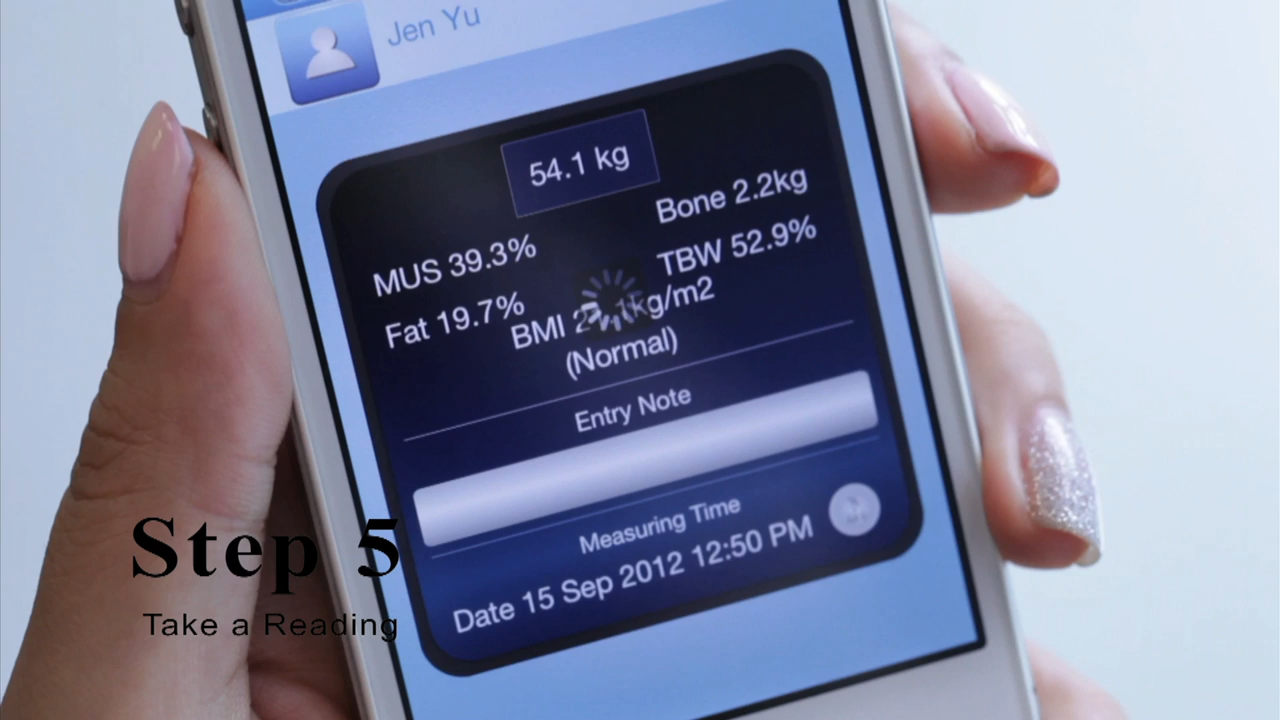 Jen Yu
54.1 kg
Bone 2.2kg
MUS 39.3%
TBW 52.9%
Fat 19.7%
BMI
(Normal)
Entry Note
Measuring Time
Date 15 Sep 2012 12:50 PM
Step 5
Take a Reading